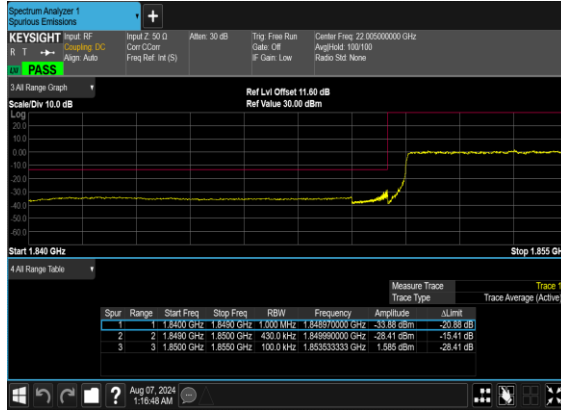 Spectrum Analyzer 1
Spurious Emissions
+
KEYSIGHT Input: RF Input Z: 50 Ω Atten: 30 dB Trig: Free Run Center Freq: 22.005000000 GHz
R T Coupling: DC Corr CCorr Gate: Off Avg|Hold: 100/100
Align: Auto Freq Ref: Int (S) IF Gain: Low Radio Std: None
LXI PASS
3 All Range Graph Ref Lvl Offset 11.60 dB
Scale/Div 10.0 dB Ref Value 30.00 dBm
Log
20.0
10.0
0.00
-10.0
-20.0
-30.0
-40.0
-50.0
-60.0
Start 1.840 GHz Stop 1.855 GH
4 All Range Table
Measure Trace Trace 1
Trace Type Trace Average (Active)
Spur Range Start Freq Stop Freq RBW Frequency Amplitude ΔLimit
1 1 1.8400 GHz 1.8490 GHz 1.000 MHz 1.848970000 GHz -33.88 dBm -20.88 dB
2 2 1.8490 GHz 1.8500 GHz 430.0 kHz 1.849990000 GHz -28.41 dBm -15.41 dB
3 3 1.8500 GHz 1.8550 GHz 100.0 kHz 1.853533333 GHz 1.585 dBm -28.41 dB
? Aug 07, 2024
1:16:48 AM